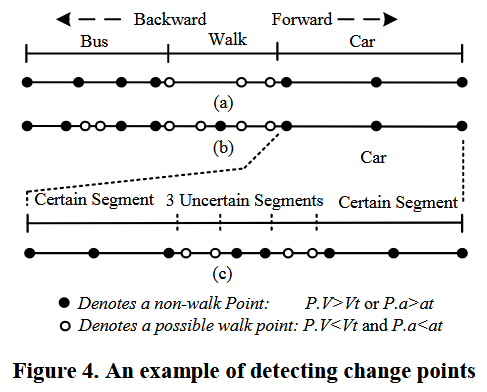 Backward Forward
Bus Walk Car
(a)
(b)
Car
Certain Segment 3 Uncertain Segments Certain Segment
(c)
Denotes a non-walk Point: P.V>Vt or P.a>at
Denotes a possible walk point: P.V<Vt and P.a<at
Figure 4. An example of detecting change points